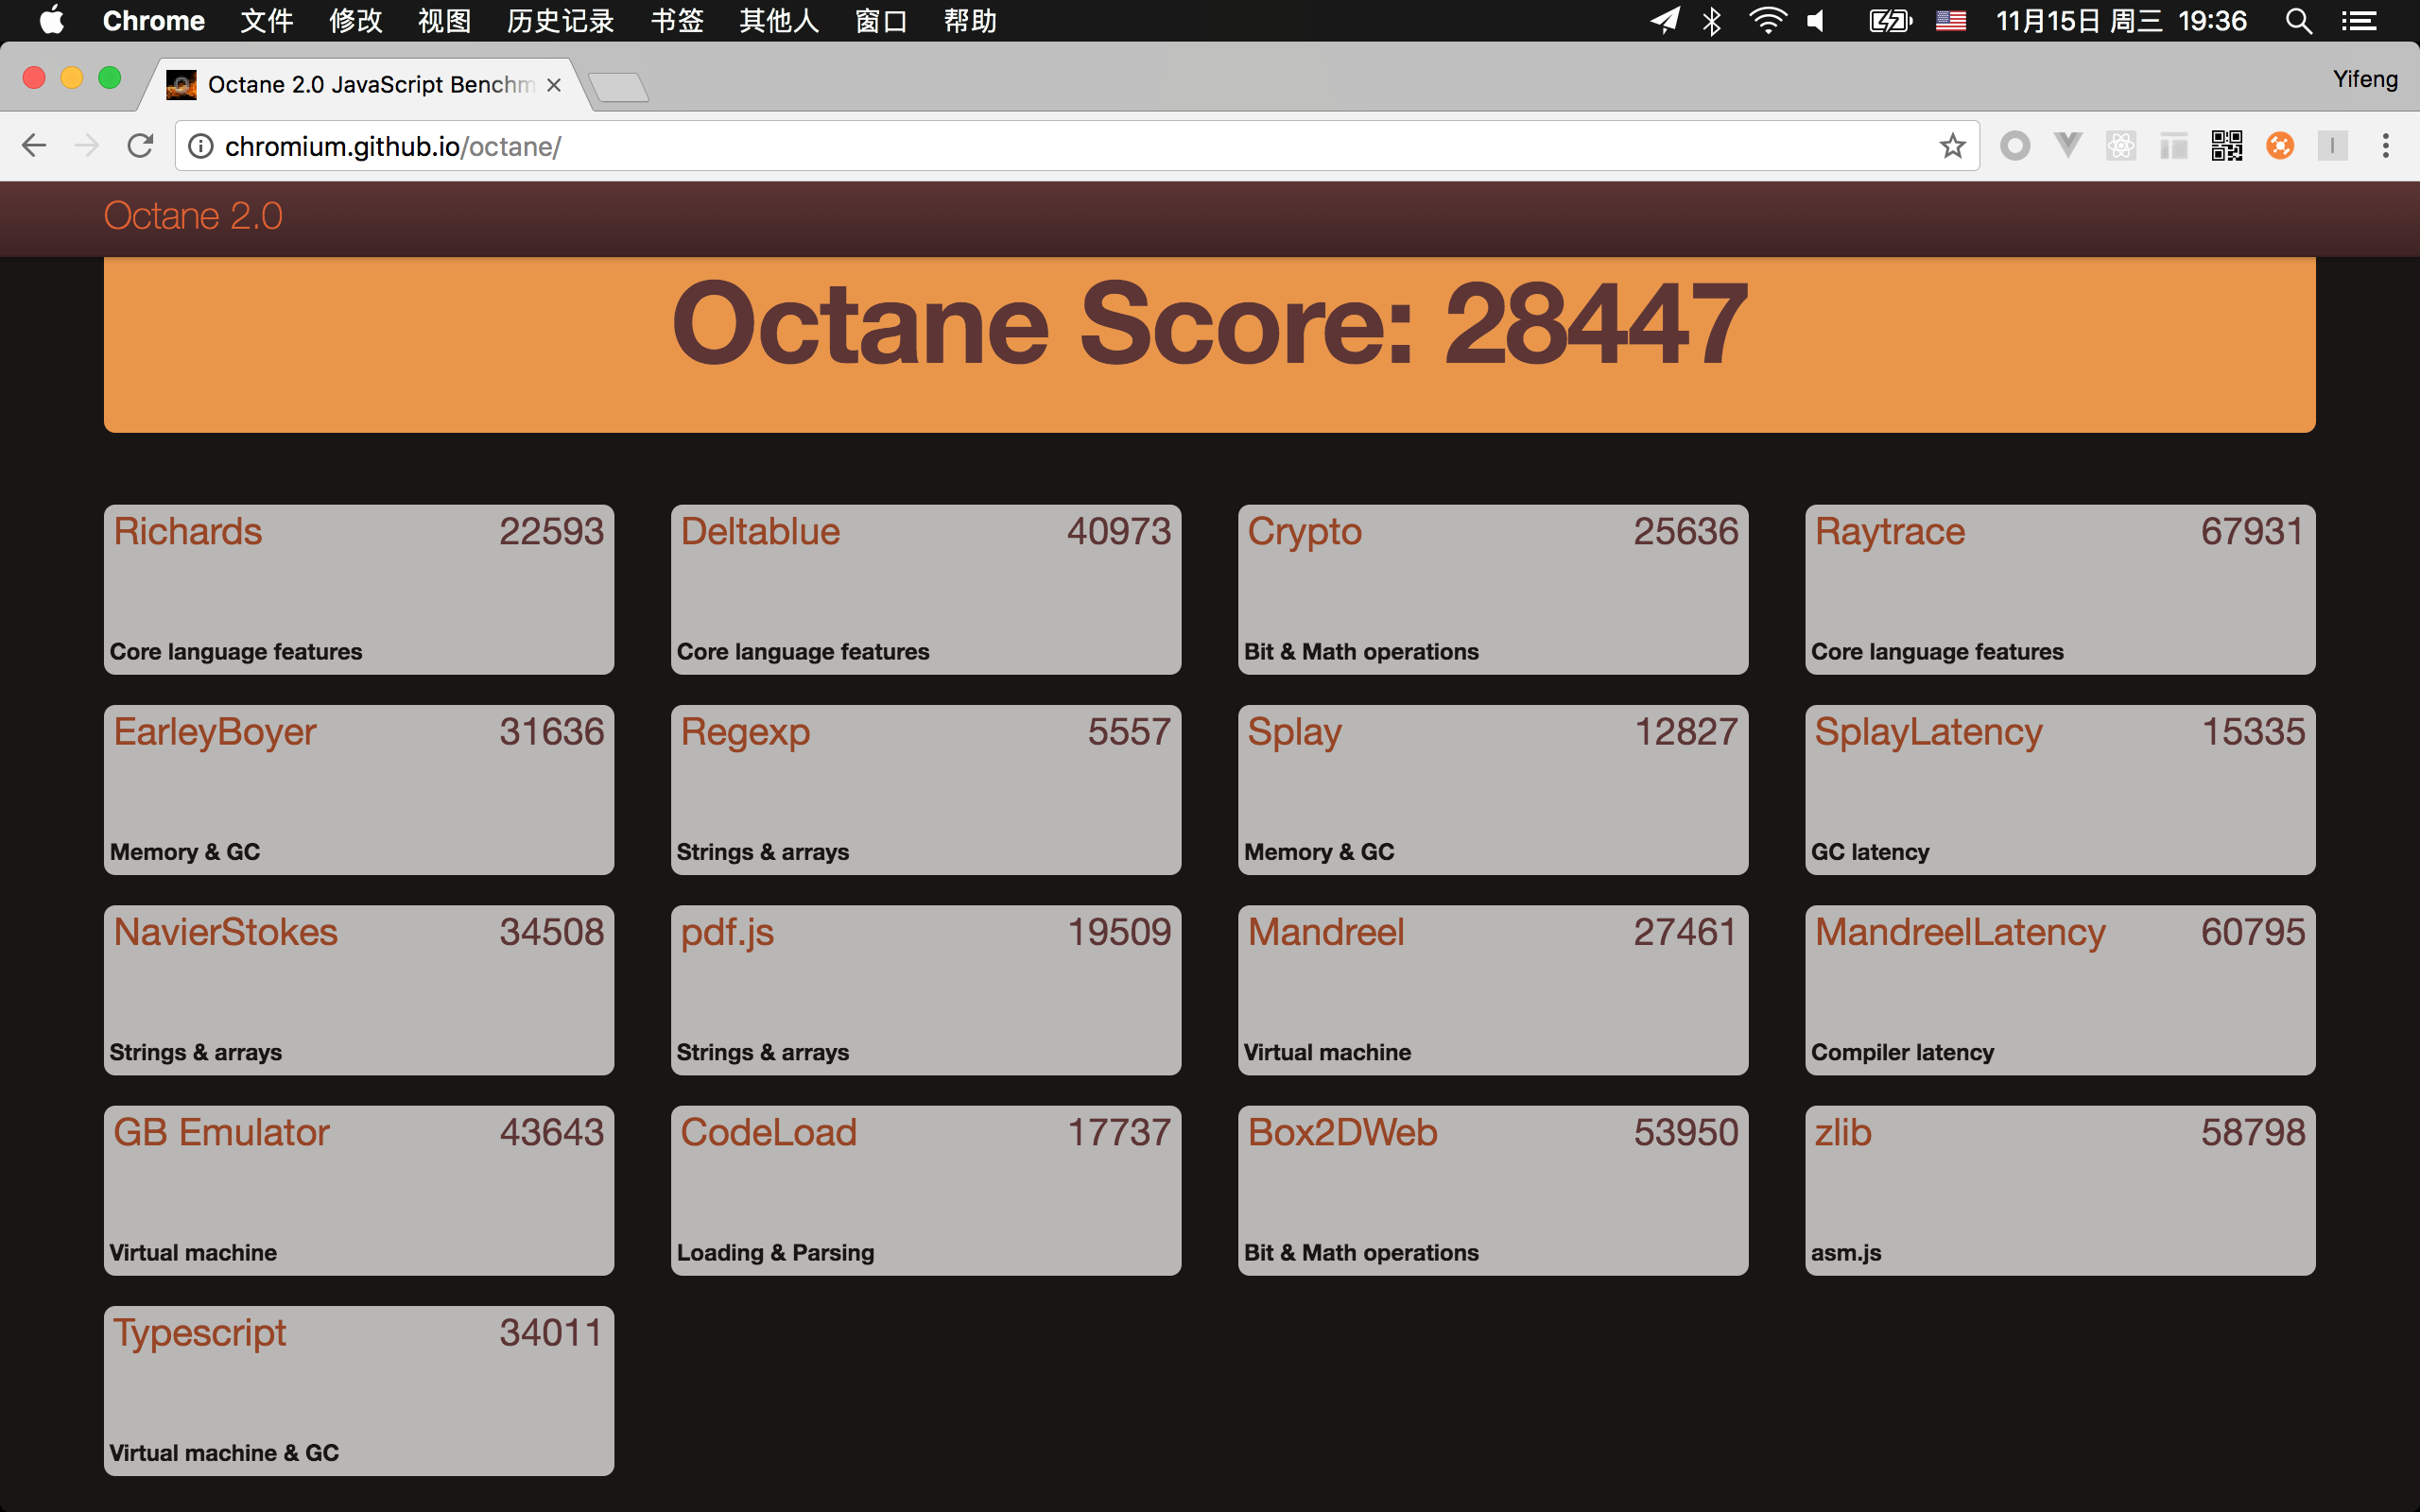 Chrome 文件 修改 视图 历史记录 书签 其他人 窗口 帮助 11月15日 周三 19:36
Octane 2.0 JavaScript Benchm
Yifeng
chromium.github.io/octane/
Octane 2.0
Octane Score: 28447
Richards 22593
Core language features
Deltablue 40973
Core language features
Crypto 25636
Bit & Math operations
Raytrace 67931
Core language features
EarleyBoyer 31636
Memory & GC
Regexp 5557
Strings & arrays
Splay 12827
Memory & GC
SplayLatency 15335
GC latency
NavierStokes 34508
Strings & arrays
pdf.js 19509
Strings & arrays
Mandreel 27461
Virtual machine
MandreelLatency 60795
Compiler latency
GB Emulator 43643
Virtual machine
CodeLoad 17737
Loading & Parsing
Box2DWeb 53950
Bit & Math operations
zlib 58798
asm.js
Typescript 34011
Virtual machine & GC